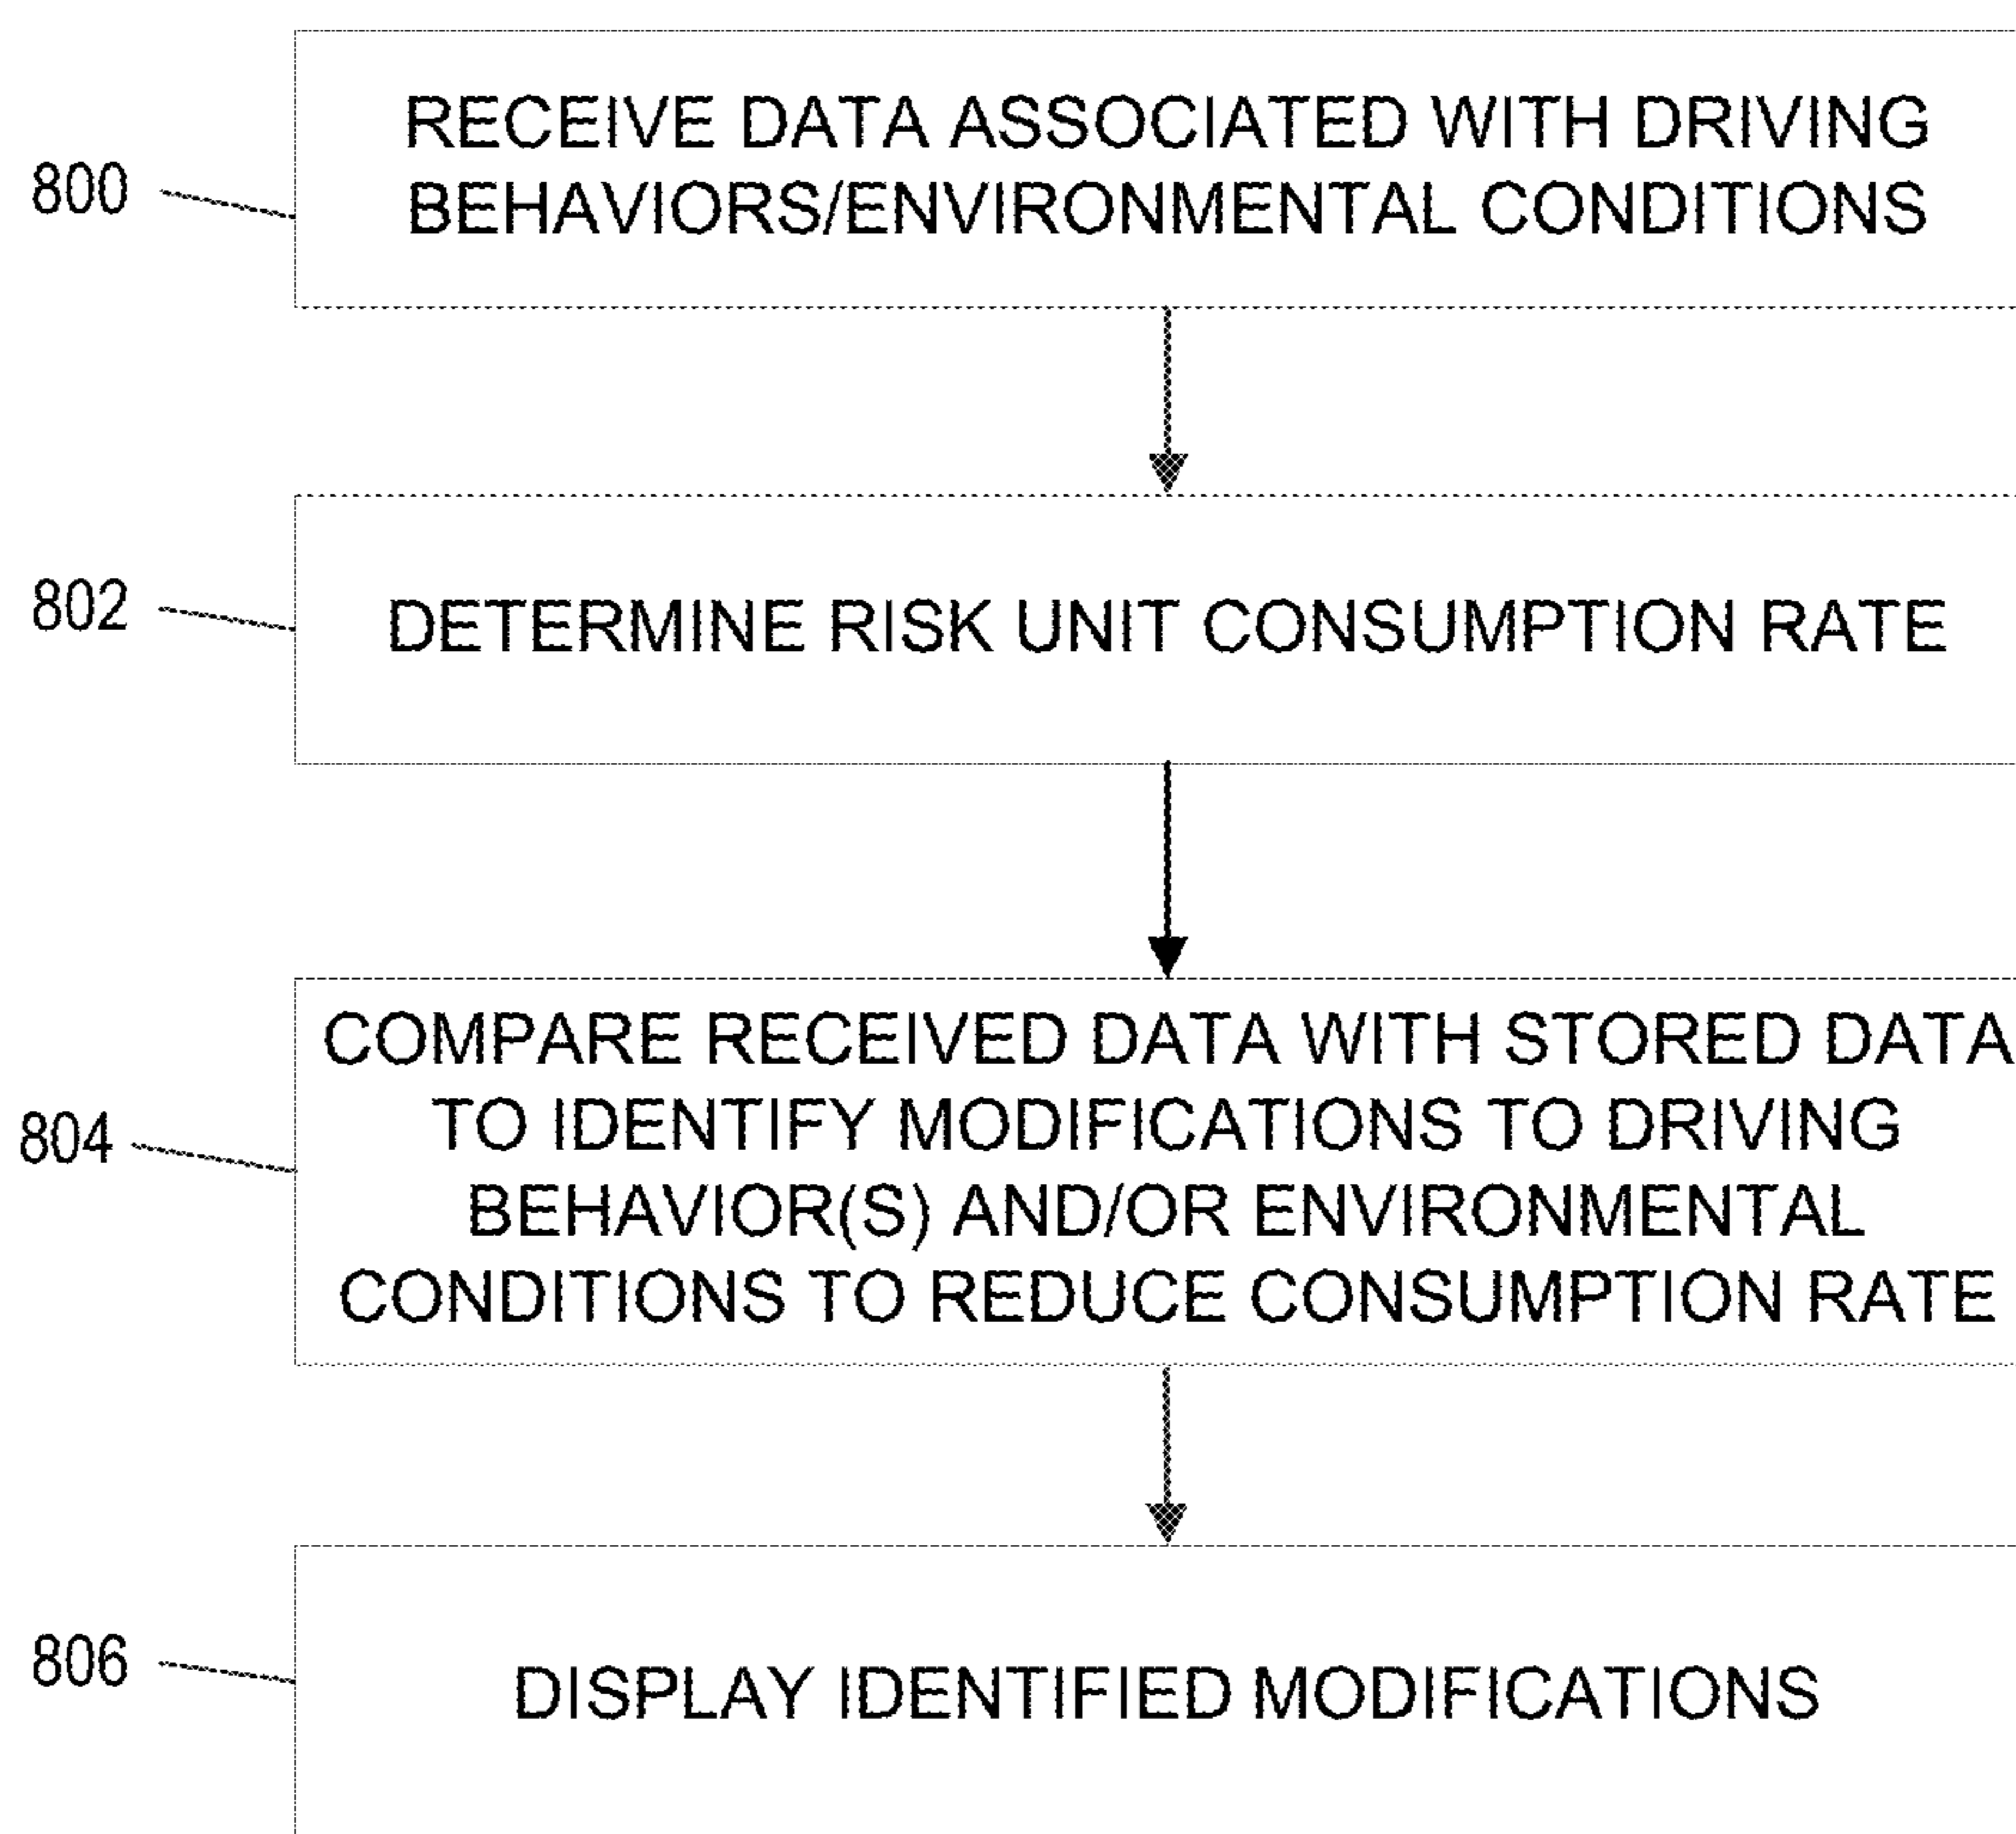 RECEIVE DATA ASSOCIATED WITH DRIVING
BEHAVIORS/ENVIRONMENTAL CONDITIONS
800
DETERMINE RISK UNIT CONSUMPTION RATE
802
COMPARE RECEIVED DATA WITH STORED DATA
TO IDENTIFY MODIFICATIONS TO DRIVING
BEHAVIOR(S) AND/OR ENVIRONMENTAL
CONDITIONS TO REDUCE CONSUMPTION RATE
804
DISPLAY IDENTIFIED MODIFICATIONS
806